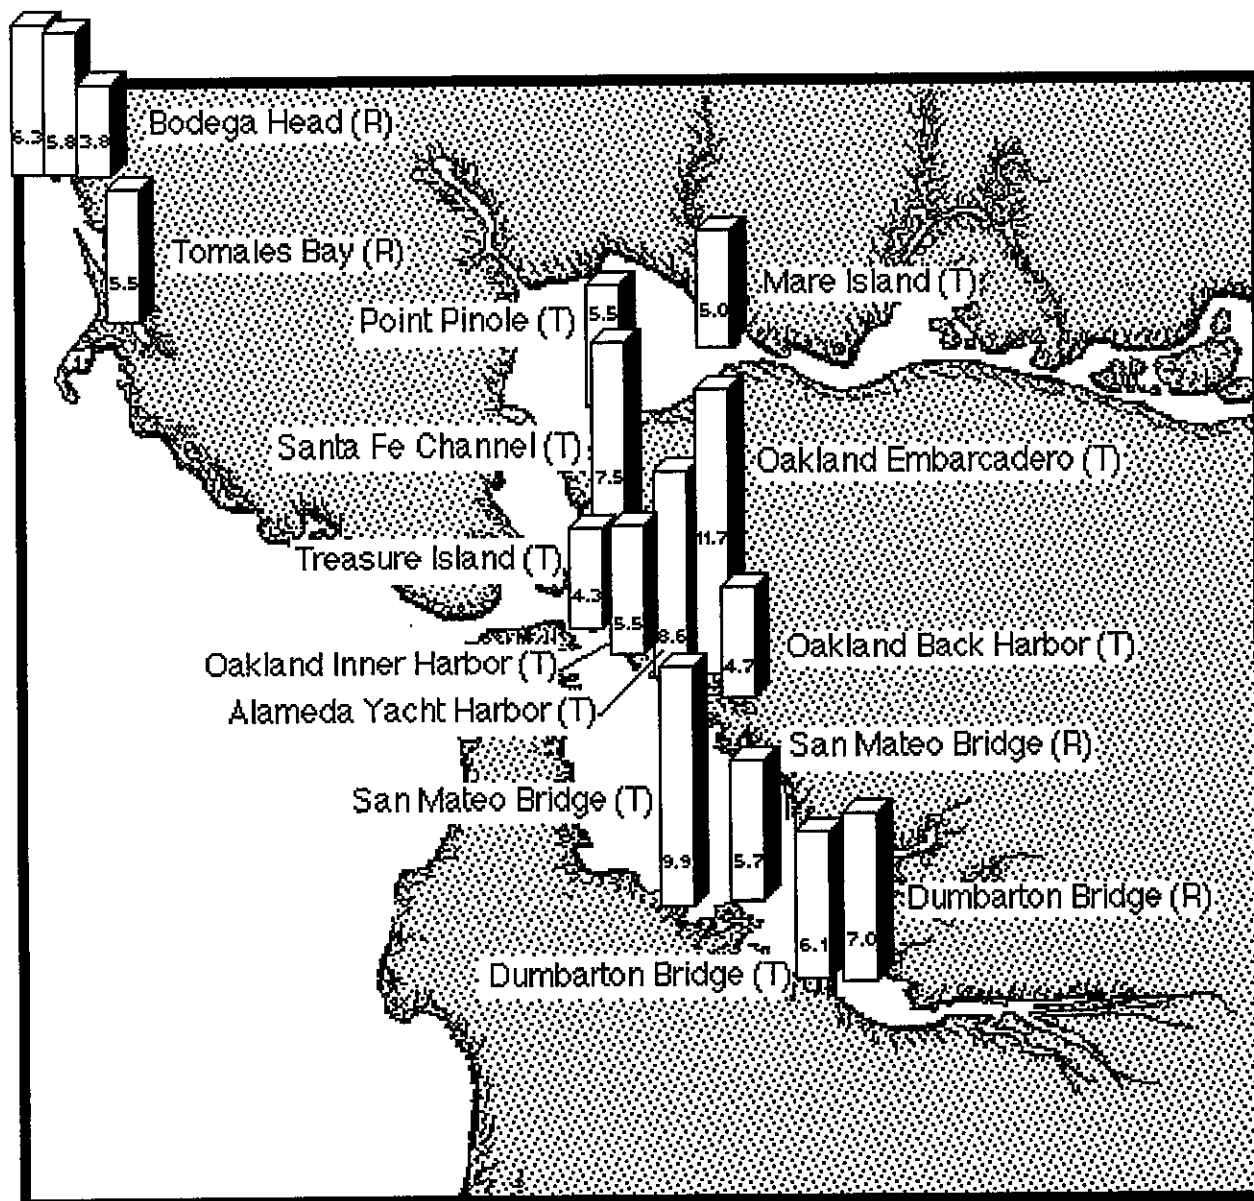 6.3 5.8 3.8 Bodega Head (R)
5.5 Tomales Bay (R)
5.0 Mare Island (T)
Point Pinole (T) 5.5
Santa Fe Channel (T) 7.5
11.7 Oakland Embarcadero (T)
Treasure Island (T) 4.3
Oakland Inner Harbor (T) 5.5
8.6
4.7 Oakland Back Harbor (T)
Alameda Yacht Harbor (T)
San Mateo Bridge (R)
San Mateo Bridge (T)
9.9 5.7
Dumbarton Bridge (R)
6.1 7.0
Dumbarton Bridge (T)